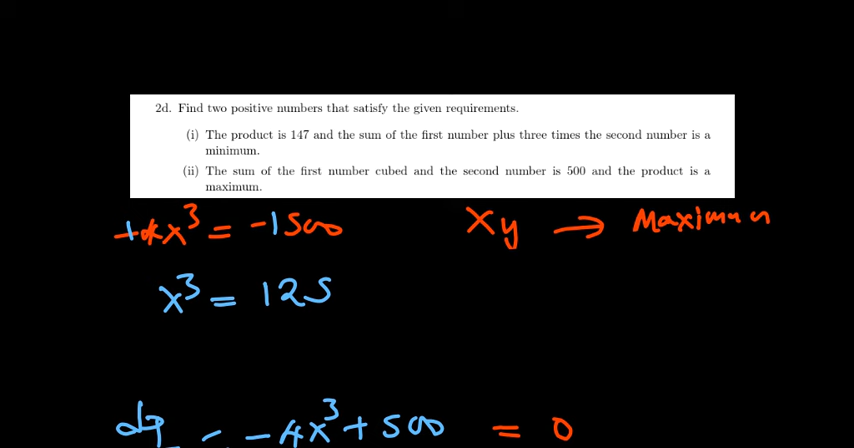 2d. Find two positive numbers that satisfy the given requirements.
(i) The product is 147 and the sum of the first number plus three times the second number is a
minimum.
(ii) The sum of the first number cubed and the second number is 500 and the product is a
maximum.
+4x³ = -1500 xy → Maximum
x³ = 125
-4x³ + 500 = 0